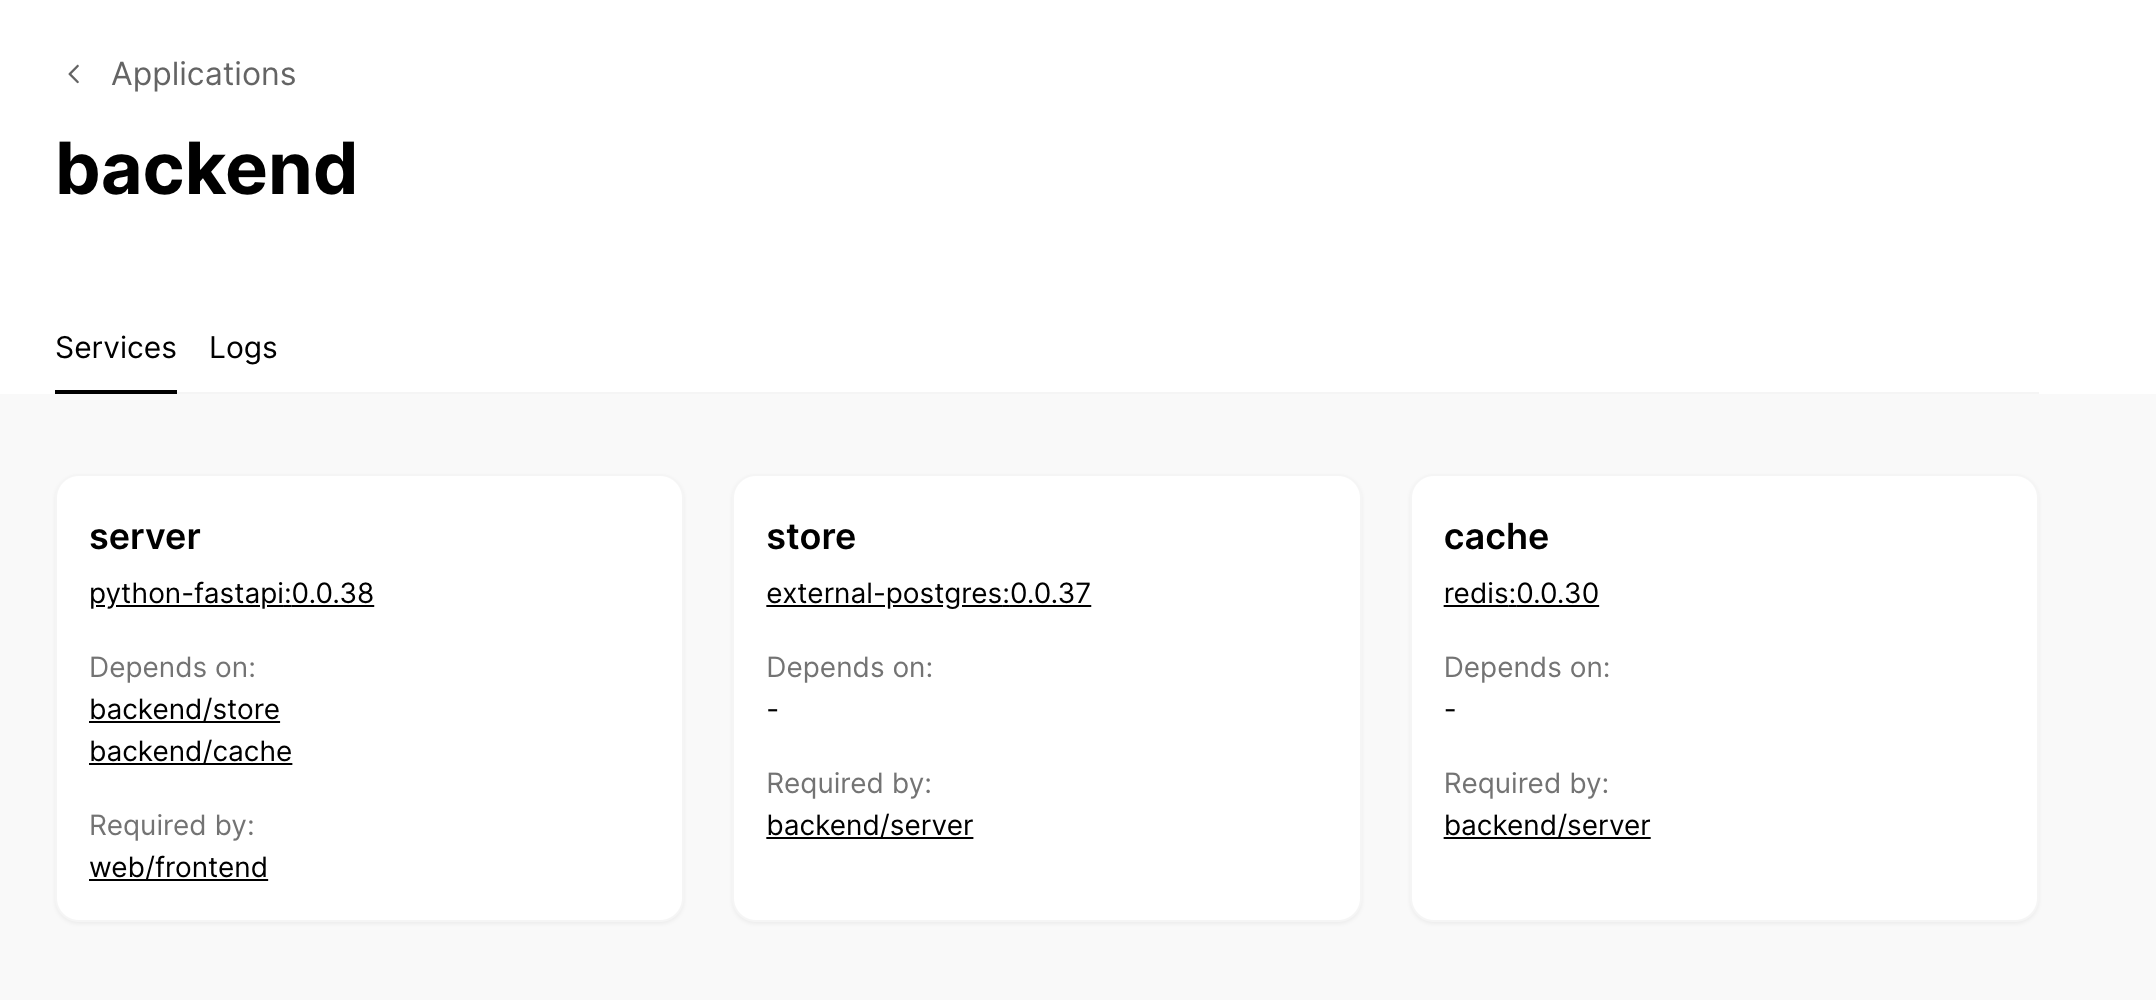 Applications
backend
Services Logs
server
python-fastapi:0.0.38
Depends on:
backend/store
backend/cache
Required by:
web/frontend
store
external-postgres:0.0.37
Depends on:
-
Required by:
backend/server
cache
redis:0.0.30
Depends on:
-
Required by:
backend/server